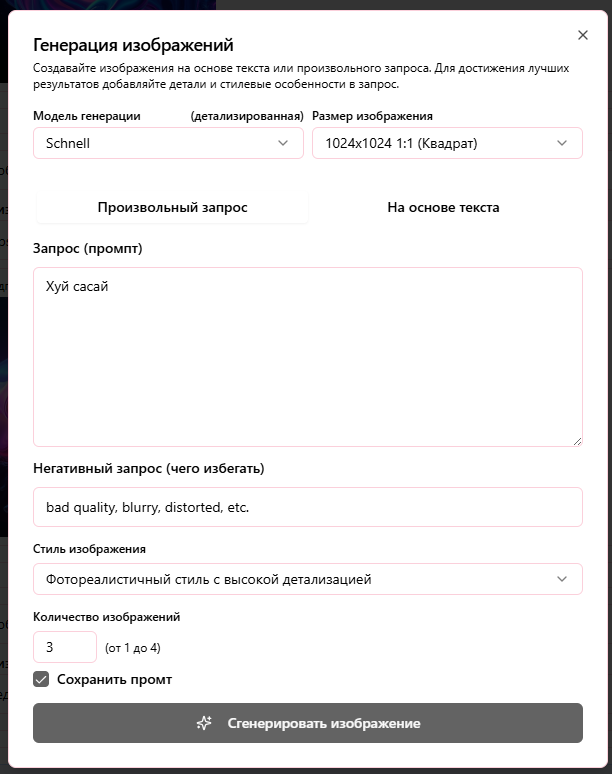 Генерация изображений
Создавайте изображения на основе текста или произвольного запроса. Для достижения лучших
результатов добавляйте детали и стилевые особенности в запрос.
Модель генерации (детализированная) Размер изображения
Schnell 1024x1024 1:1 (Квадрат)
Произвольный запрос На основе текста
Запрос (промпт)
Хуй сасай
Негативный запрос (чего избегать)
bad quality, blurry, distorted, etc.
Стиль изображения
Фотореалистичный стиль с высокой детализацией
Количество изображений
3 (от 1 до 4)
Сохранить промт
Сгенерировать изображение